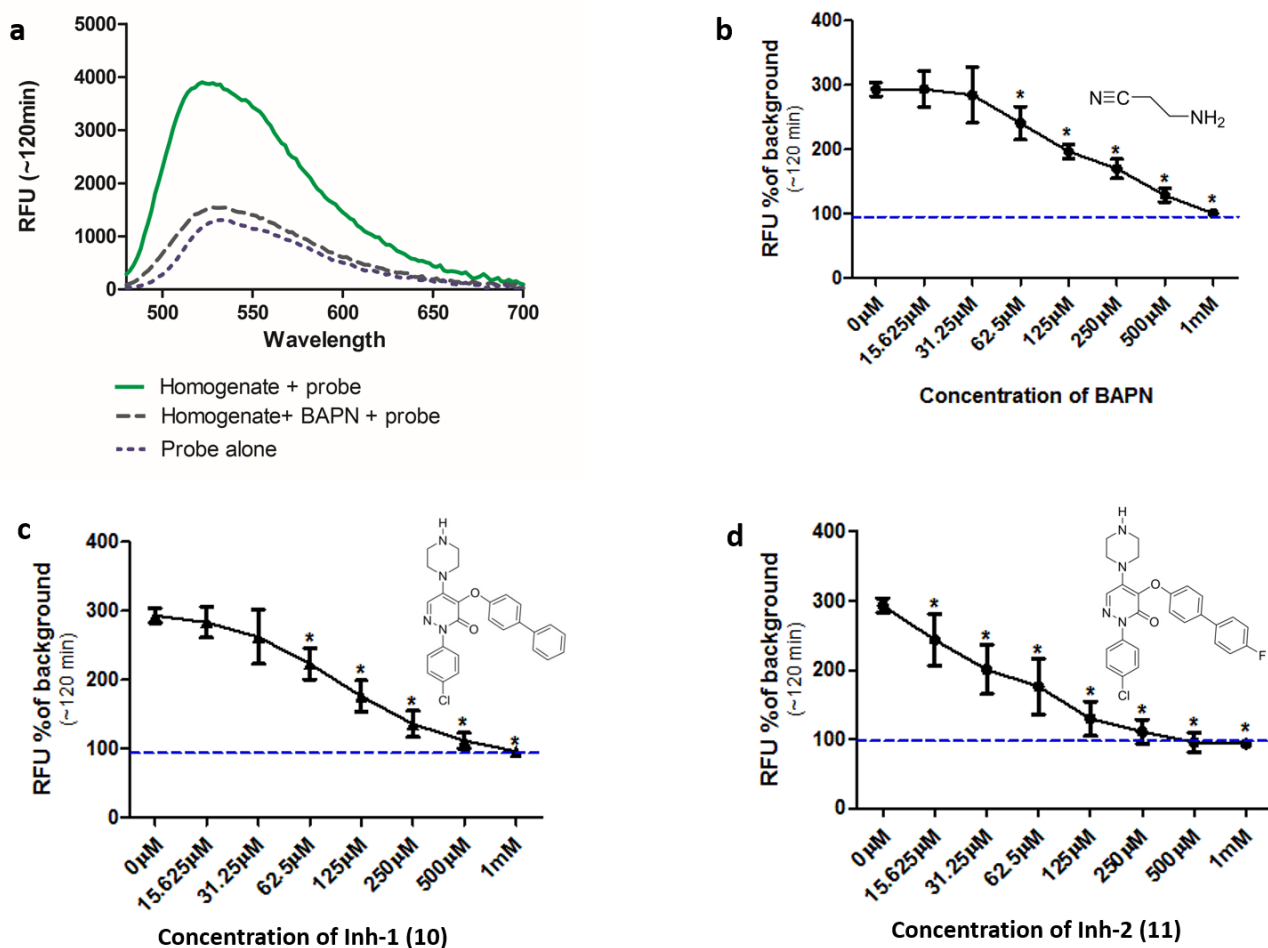 a
5000
4000
3000
2000
1000
0
RFU (~120min)
500
550
600
650
700
Wavelength
Homogenate + probe
Homogenate+ BAPN + probe
Probe alone
b
400
300
200
100
0
RFU %of background
(~120 min)
* * * * *
N≡C NH2
0µM 15.625µM 31.25µM 62.5µM 125µM 250µM 500µM 1mM
Concentration of BAPN
c
400
300
200
100
0
RFU %of background
(~120 min)
* * * * *
H
N
N
O
N
N
O
Cl
0µM 15.625µM 31.25µM 62.5µM 125µM 250µM 500µM 1mM
Concentration of Inh-1 (10)
d
400
300
200
100
0
RFU %of background
(~120 min)
* * * * * * *
H
N
N
O
N
N
O
F
Cl
0µM 15.625µM 31.25µM 62.5µM 125µM 250µM 500µM 1mM
Concentration of Inh-2 (11)